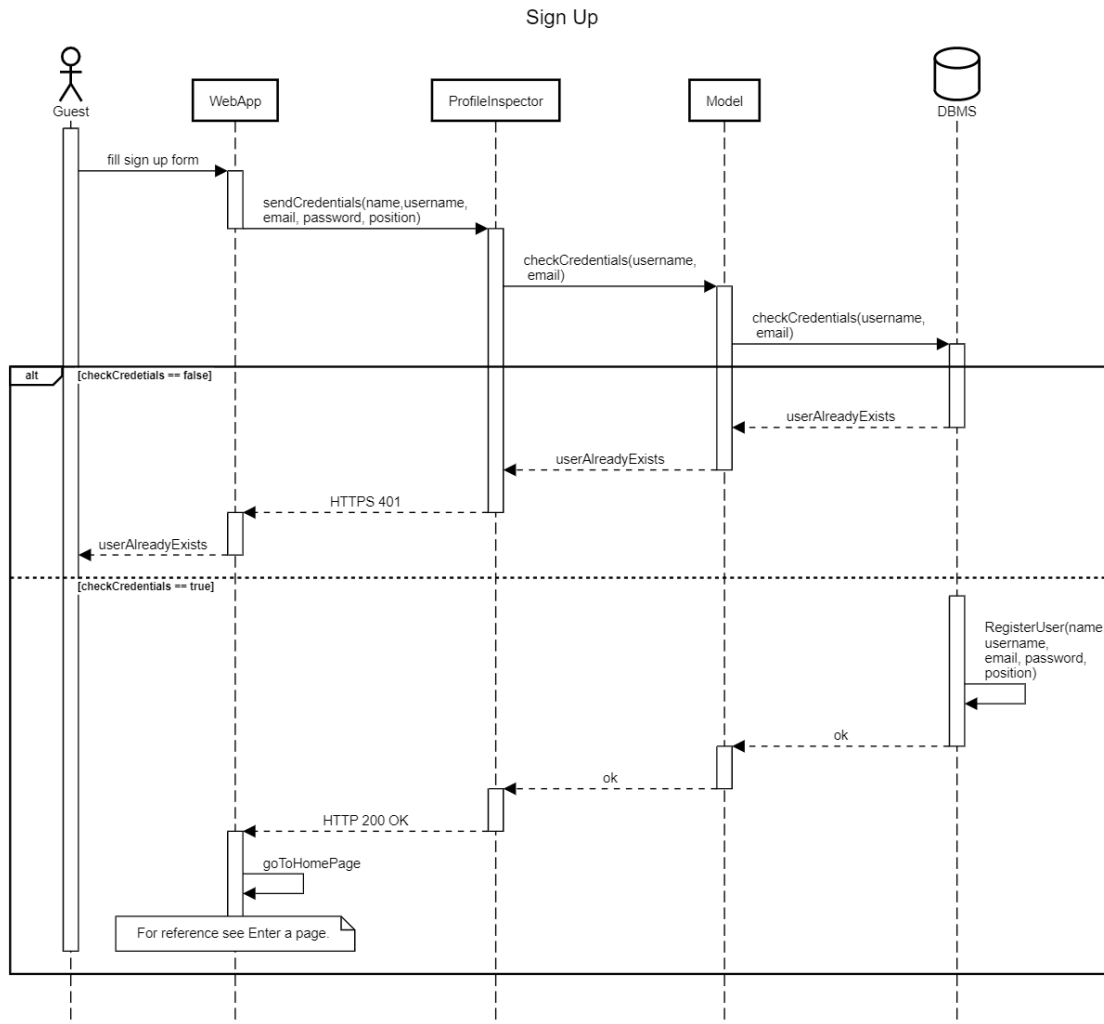 Sign Up
Guest
WebApp
ProfileInspector
Model
DBMS
fill sign up form
sendCredentials(name,username,
email, password, position)
checkCredentials(username,
email)
checkCredentials(username,
email)
alt
[checkCredetials == false]
userAlreadyExists
userAlreadyExists
HTTPS 401
userAlreadyExists
[checkCredentials == true]
RegisterUser(name
username,
email, password,
position)
ok
ok
HTTP 200 OK
goToHomePage
For reference see Enter a page.